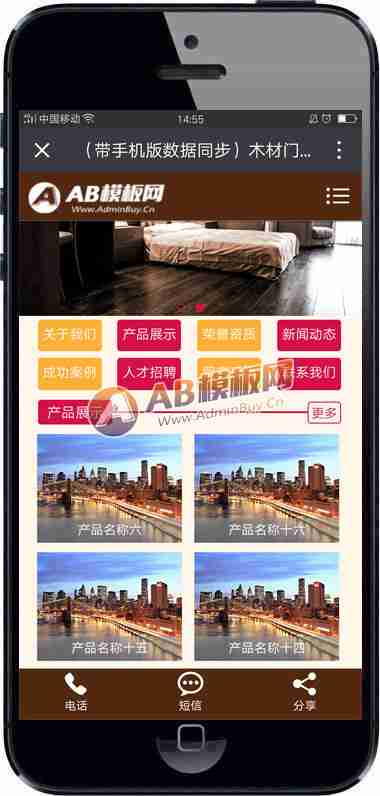 中国移动 14:55
（带手机版数据同步）木材门...
AB模板网
Www.AdminBuy.Cn
关于我们 产品展示 荣誉资质 新闻动态
成功案例 人才招聘 联系我们
AB模板网
www.AdminBuy.Cn
产品展示 更多
产品名称六 产品名称十六
产品名称十五 产品名称十四
电话 短信 分享